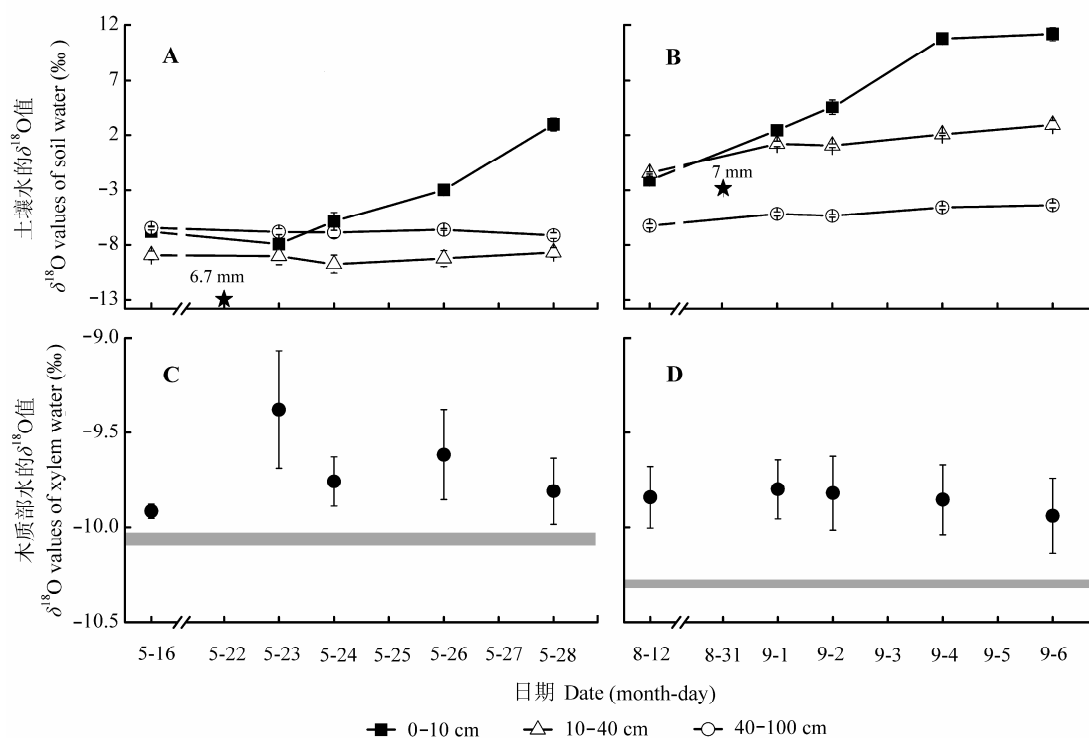 土壤水的δ¹⁸O值
δ¹⁸O values of soil water (‰)
12
7
2
-3
-8
-13
A
6.7 mm
B
7 mm
木质部水的δ¹⁸O值
δ¹⁸O values of xylem water (‰)
-9.0
-9.5
-10.0
-10.5
C
D
5-16 5-22 5-23 5-24 5-25 5-26 5-27 5-28
8-12 8-31 9-1 9-2 9-3 9-4 9-5 9-6
日期 Date (month-day)
0-10 cm 10-40 cm 40-100 cm